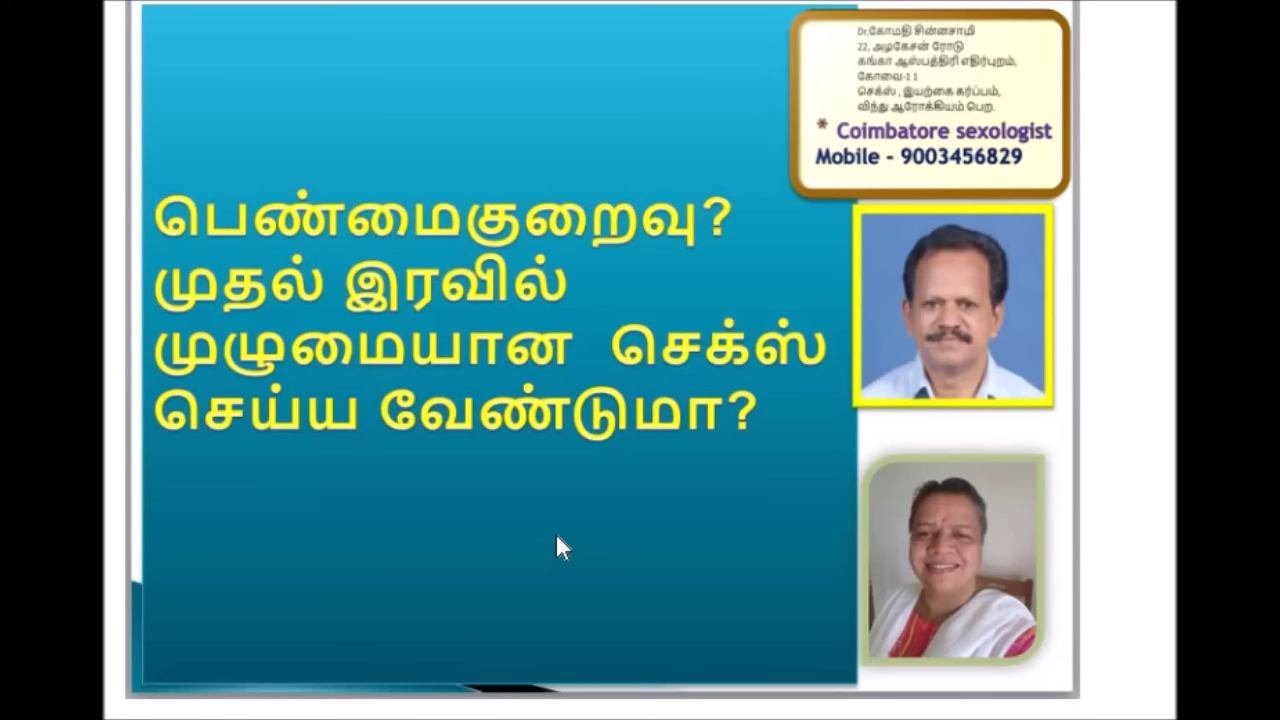 Dr.கோமதி சின்னசாமி
22, அழகேசன் ரோடு
கங்கா ஆஸ்பத்திரி எதிர்புறம்,
கோவை-11
செக்ஸ் , இயற்கை கர்ப்பம்,
விந்து ஆரோக்கியம் பெற.
* Coimbatore sexologist
Mobile - 9003456829
பெண்மைகுறைவு?
முதல் இரவில்
முழுமையான செக்ஸ்
செய்ய வேண்டுமா?